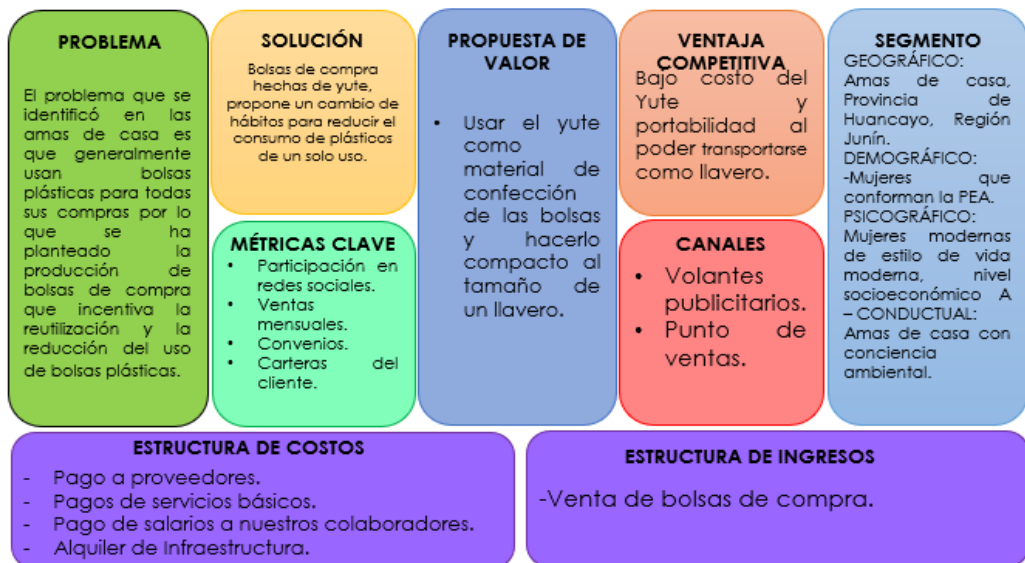 PROBLEMA
El problema que se
identificó en las
amas de casa es
que generalmente
usan bolsas
plásticas para todas
sus compras por lo
que se ha
planteado la
producción de
bolsas de compra
que incentiva la
reutilización y la
reducción del uso
de bolsas plásticas.
SOLUCIÓN
Bolsas de compra
hechas de yute,
propone un cambio de
hábitos para reducir el
consumo de plásticos
de un solo uso.
MÉTRICAS CLAVE
• Participación en
redes sociales.
• Ventas
mensuales.
• Convenios.
• Carteras del
cliente.
PROPUESTA DE
VALOR
• Usar el yute
como
material de
confección
de las bolsas
y hacerlo
compacto al
tamaño de
un llavero.
VENTAJA
COMPETITIVA
Bajo costo del
Yute y
portabilidad al
poder transportarse
como llavero.
CANALES
• Volantes
publicitarios.
• Punto de
ventas.
SEGMENTO
GEOGRÁFICO:
Amas de casa,
Provincia de
Huancayo, Región
Junín.
DEMOGRÁFICO:
-Mujeres que
conforman la PEA.
PSICOGRÁFICO:
Mujeres modernas
de estilo de vida
moderna, nivel
socioeconómico A
– CONDUCTUAL:
Amas de casa con
conciencia
ambiental.
ESTRUCTURA DE COSTOS
- Pago a proveedores.
- Pagos de servicios básicos.
- Pago de salarios a nuestros colaboradores.
- Alquiler de Infraestructura.
ESTRUCTURA DE INGRESOS
-Venta de bolsas de compra.